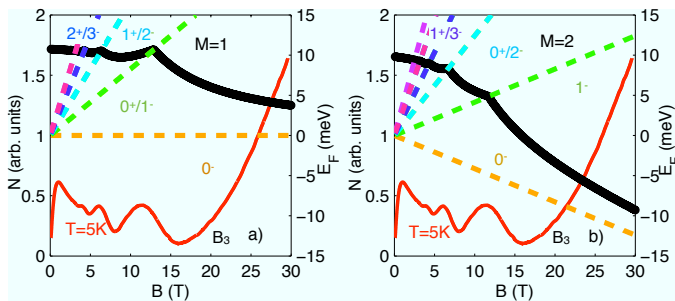 2+/3- 1+/2- M=1
0+/1-
0-
T=5K B₃ a)
N (arb. units)
2
1.5
1
0.5
0
0 5 10 15 20 25 30
B (T)
15
10
5
0
−5
−10
−15
E_F (meV)
1+/3- M=2
0+/2-
1-
0-
T=5K B₃ b)
N (arb. units)
2
1.5
1
0.5
0
0 5 10 15 20 25 30
B (T)
15
10
5
0
−5
−10
−15
E_F (meV)